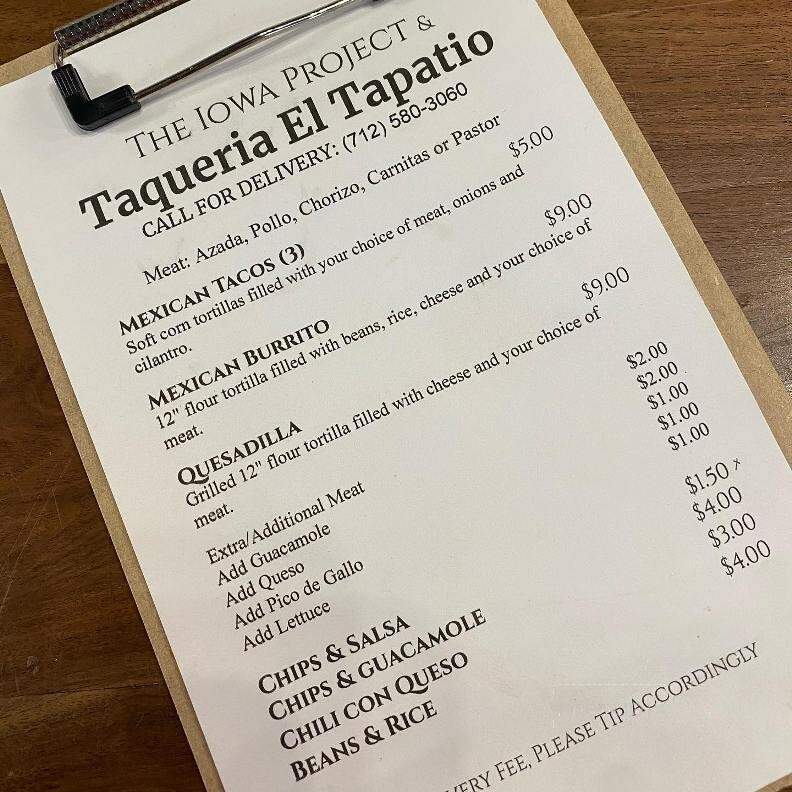 THE IOWA PROJECT &
Taqueria El Tapatio
CALL FOR DELIVERY: (712) 580-3060
Meat: Azada, Pollo, Chorizo, Carnitas or Pastor
MEXICAN TACOS (3) $5.00
Soft corn tortillas filled with your choice of meat, onions and
cilantro.
MEXICAN BURRITO $9.00
12" flour tortilla filled with beans, rice, cheese and your choice of
meat.
QUESADILLA $9.00
Grilled 12" flour tortilla filled with cheese and your choice of
meat.
Extra/Additional Meat $2.00
Add Guacamole $2.00
Add Queso $1.00
Add Pico de Gallo $1.00
Add Lettuce $1.00
CHIPS & SALSA $1.50
CHIPS & GUACAMOLE $4.00
CHILI CON QUESO $3.00
BEANS & RICE $4.00
FEE, PLEASE TIP ACCORDINGLY